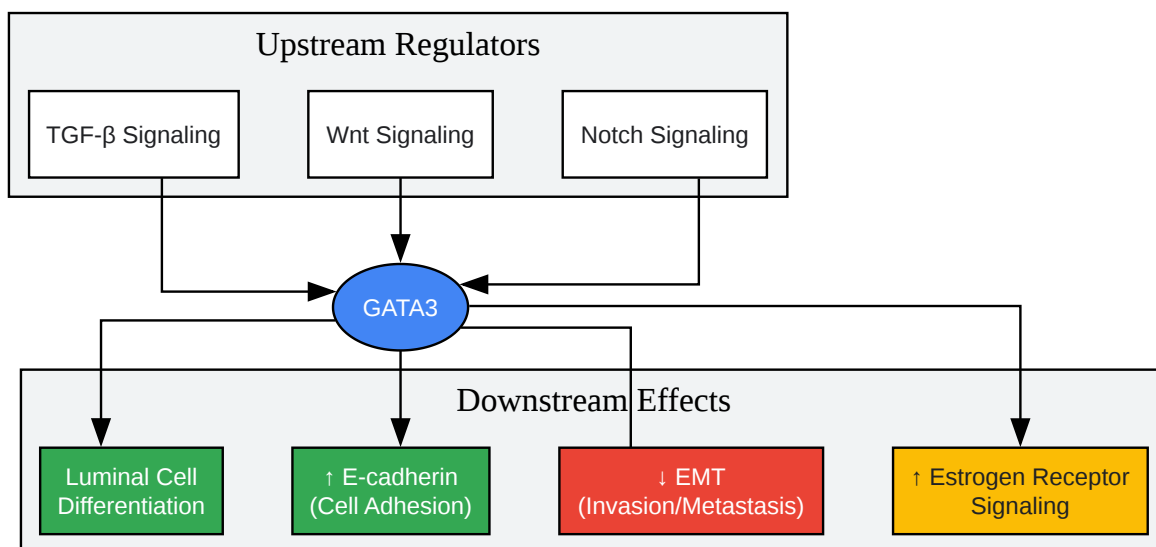 Upstream Regulators
TGF-β Signaling
Wnt Signaling
Notch Signaling
GATA3
Downstream Effects
Luminal Cell
Differentiation
↑ E-cadherin
(Cell Adhesion)
↓ EMT
(Invasion/Metastasis)
↑ Estrogen Receptor
Signaling